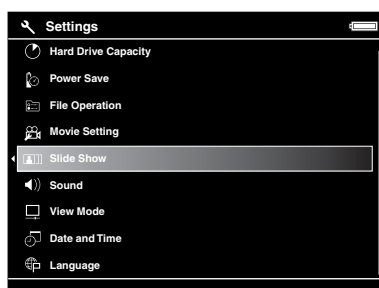 Settings
Hard Drive Capacity
Power Save
File Operation
Movie Setting
Slide Show
Sound
View Mode
Date and Time
Language